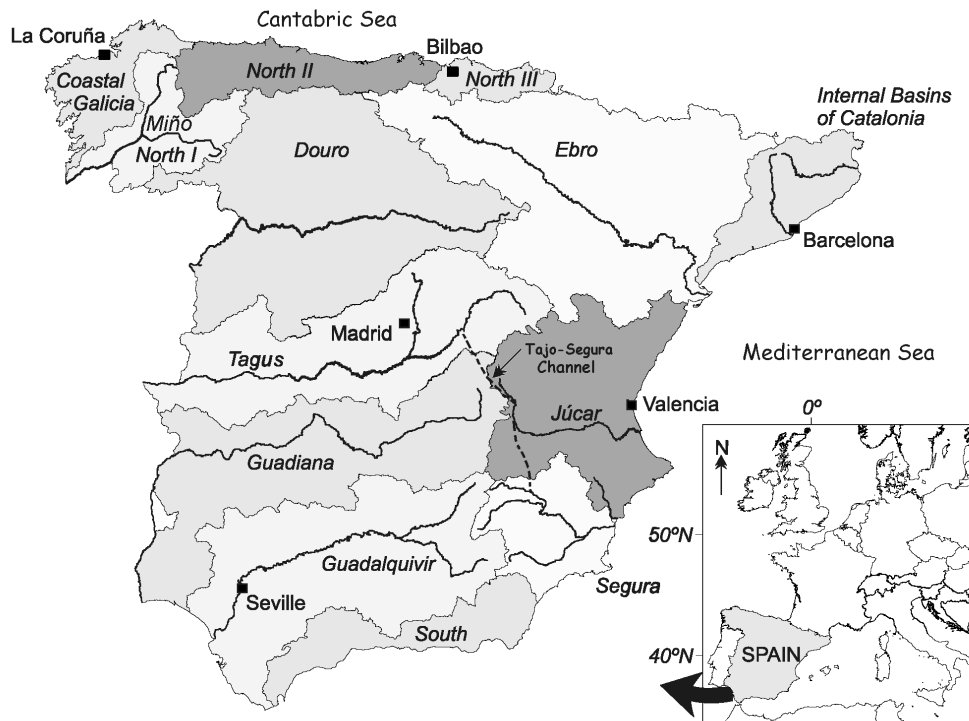 Cantabric Sea
La Coruña
Bilbao
North II
North III
Coastal
Galicia
Internal Basins
of Catalonia
Miño
North I
Douro
Ebro
Barcelona
Madrid
Tagus
Tajo-Segura
Channel
Mediterranean Sea
Júcar
Valencia
0º
N
Guadiana
50ºN
Guadalquivir
Segura
Seville
South
40ºN
SPAIN